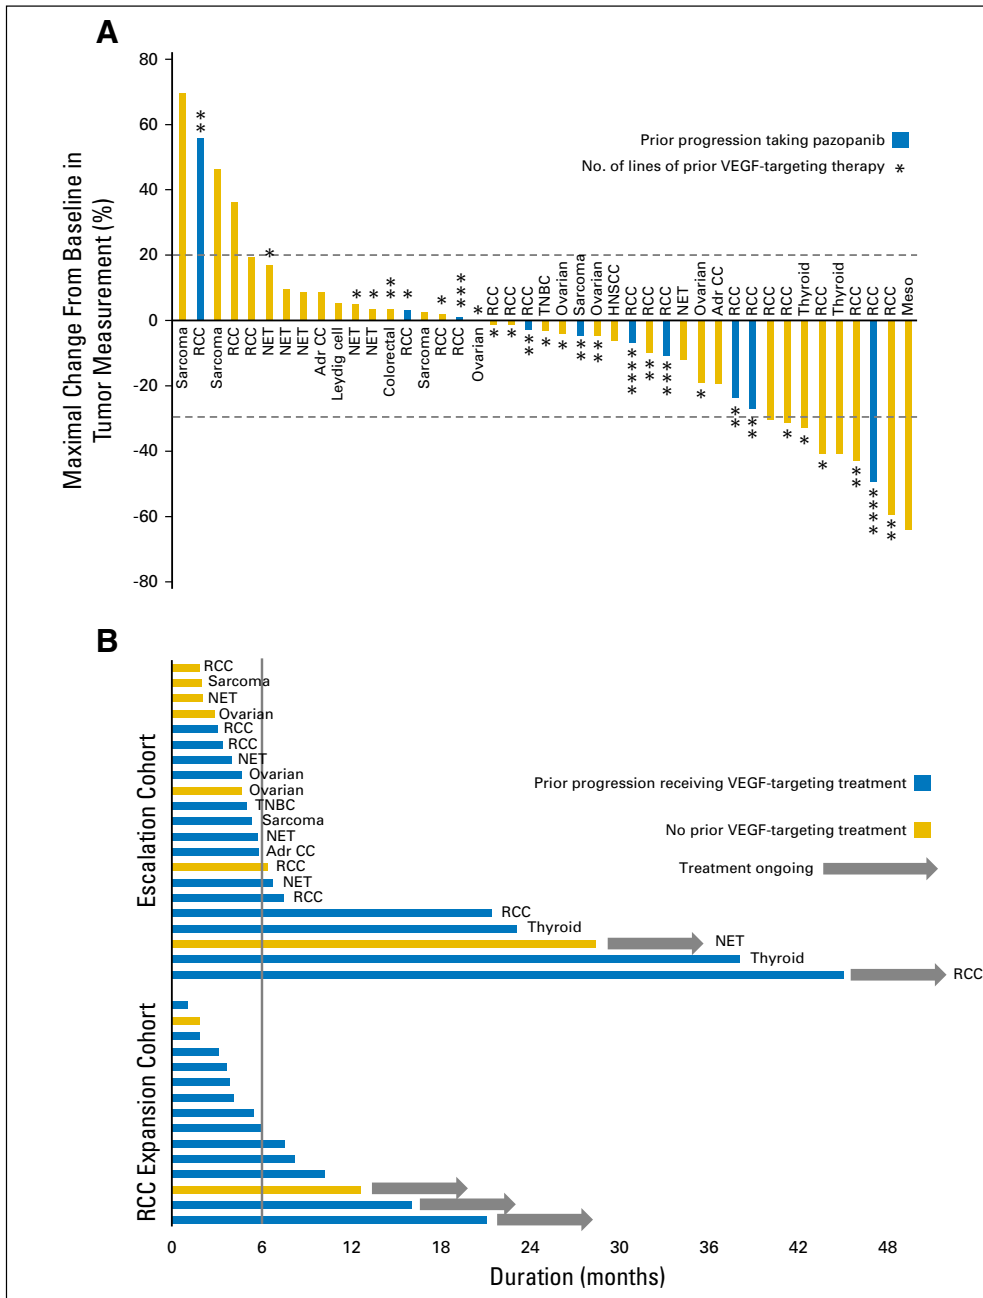 A
Maximal Change From Baseline in
Tumor Measurement (%)
80
60
40
20
0
-20
-40
-60
-80
Prior progression taking pazopanib
No. of lines of prior VEGF-targeting therapy *
Sarcoma
RCC
**
Sarcoma
RCC
RCC
NET
*
NET
NET
Adr CC
Leydig cell
NET
*
NET
*
Colorectal
**
RCC
*
Sarcoma
RCC
*
RCC
***
Ovarian
*
RCC
*
RCC
*
RCC
**
TNBC
*
Ovarian
*
Sarcoma
**
Ovarian
**
HNSCC
RCC
****
RCC
**
RCC
***
NET
Ovarian
*
Adr CC
RCC
**
RCC
**
RCC
RCC
*
Thyroid
*
RCC
*
Thyroid
RCC
**
RCC
****
RCC
**
Meso
B
Escalation Cohort
RCC
Sarcoma
NET
Ovarian
RCC
RCC
NET
Ovarian
Ovarian
TNBC
Sarcoma
NET
Adr CC
RCC
NET
RCC
RCC
Thyroid
NET
Thyroid
RCC
Prior progression receiving VEGF-targeting treatment
No prior VEGF-targeting treatment
Treatment ongoing
RCC Expansion Cohort
0 6 12 18 24 30 36 42 48
Duration (months)